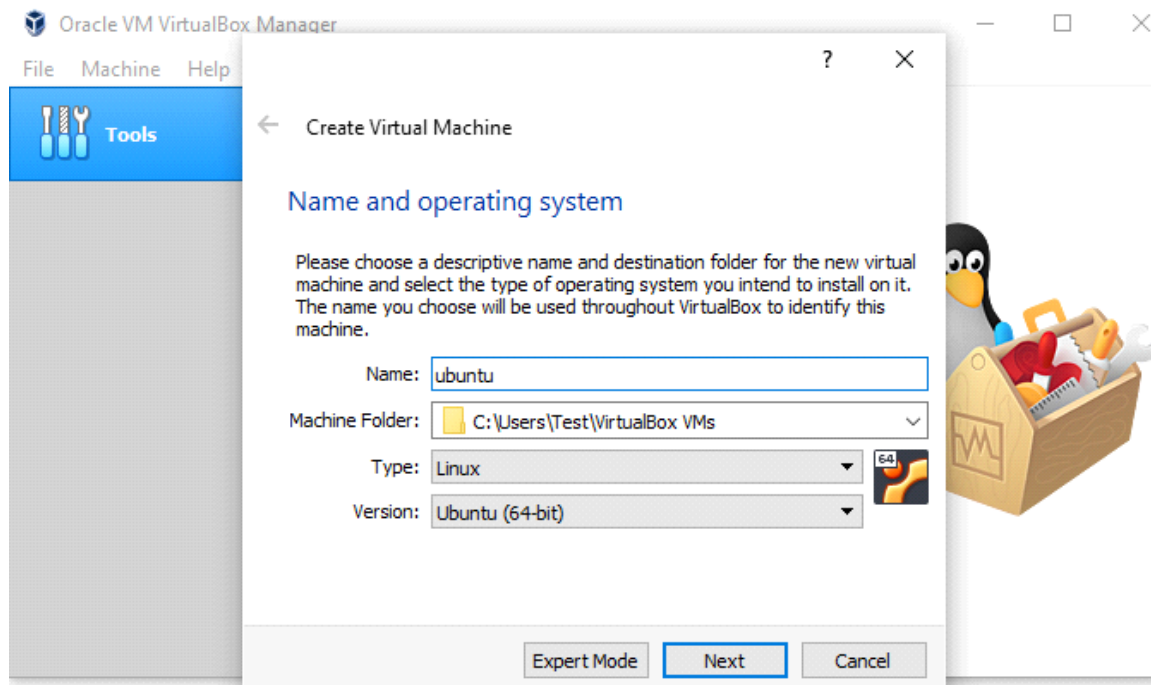 Oracle VM VirtualBox Manager
File Machine Help
?
Tools
Create Virtual Machine
Name and operating system
Please choose a descriptive name and destination folder for the new virtual
machine and select the type of operating system you intend to install on it.
The name you choose will be used throughout VirtualBox to identify this
machine.
Name: ubuntu
Machine Folder: C:\Users\Test\VirtualBox VMs
Type: Linux
64
Version: Ubuntu (64-bit)
Expert Mode Next Cancel